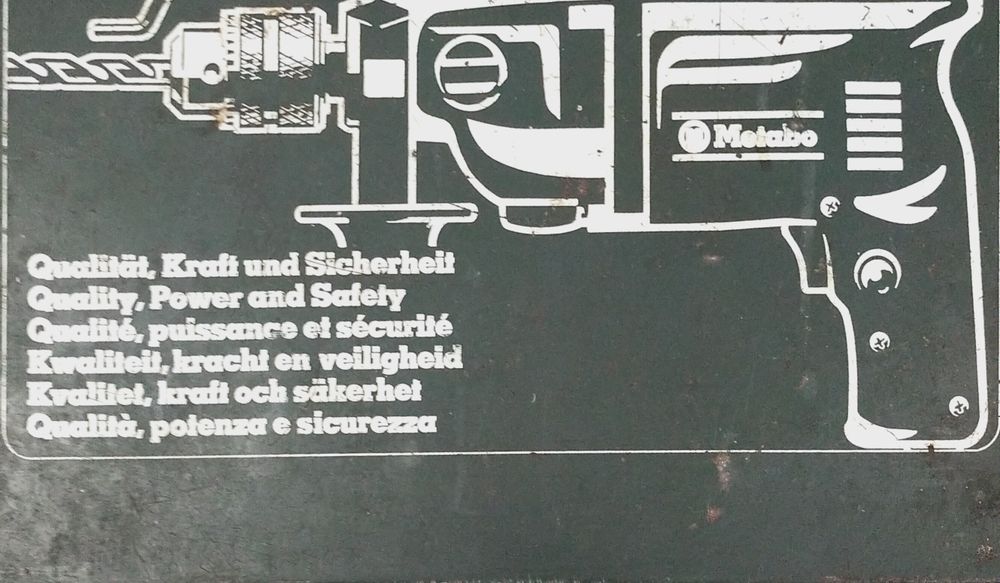 Metabo
Qualität, Kraft und Sicherheit
Quality, Power and Safety
Qualité, puissance et sécurité
Kwaliteit, kracht en veiligheid
Kvalitet, kraft och säkerhet
Qualità, potenza e sicurezza